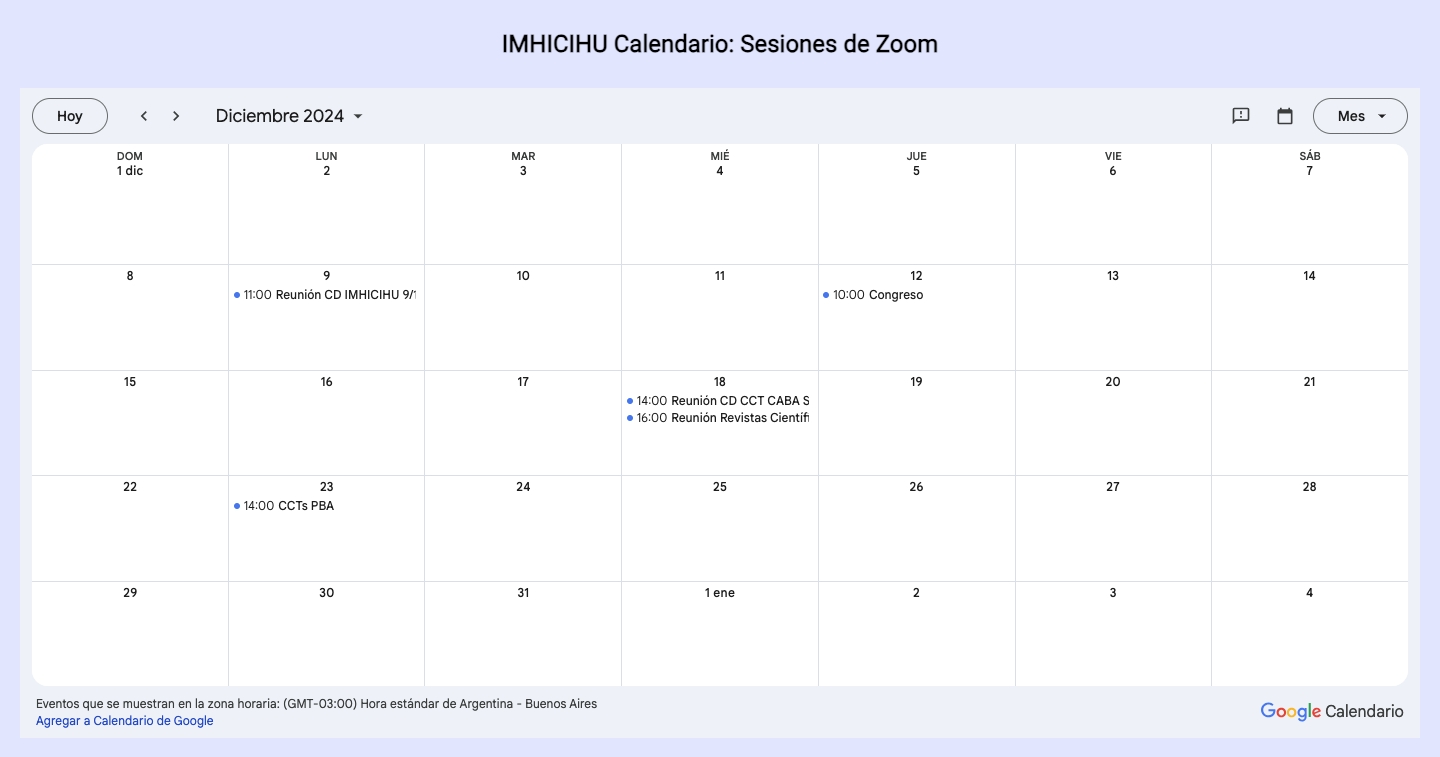 IMHICIHU Calendario: Sesiones de Zoom
Hoy
Diciembre 2024
Mes
DOM LUN MAR MIÉ JUE VIE SÁB
1 dic 2 3 4 5 6 7
8 9 10 11 12 13 14
11:00 Reunión CD IMHICIHU 9/1 10:00 Congreso
15 16 17 18 19 20 21
14:00 Reunión CD CCT CABA S
16:00 Reunión Revistas Científi
22 23 24 25 26 27 28
14:00 CCTs PBA
29 30 31 1 ene 2 3 4
Eventos que se muestran en la zona horaria: (GMT-03:00) Hora estándar de Argentina - Buenos Aires
Agregar a Calendario de Google
Google Calendario